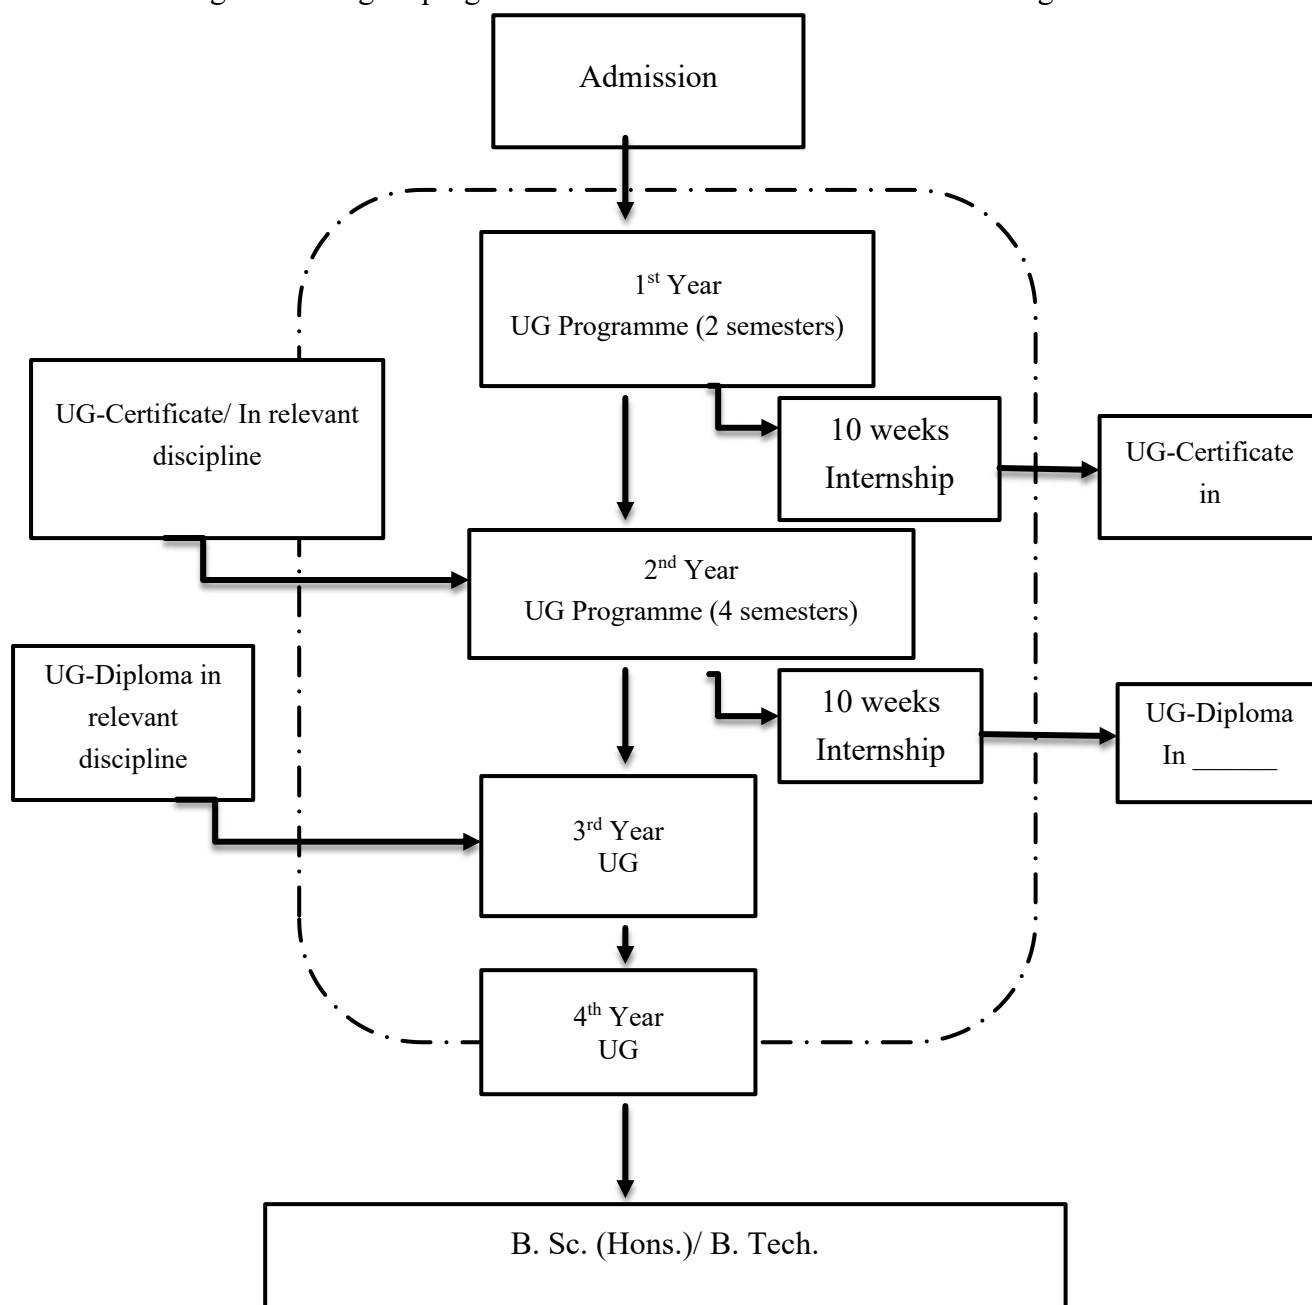 Admission
1st Year
UG Programme (2 semesters)
UG-Certificate/ In relevant
discipline
10 weeks
Internship
UG-Certificate
in
2nd Year
UG Programme (4 semesters)
UG-Diploma in
relevant
discipline
10 weeks
Internship
UG-Diploma
In ______
3rd Year
UG
4th Year
UG
B. Sc. (Hons.)/ B. Tech.